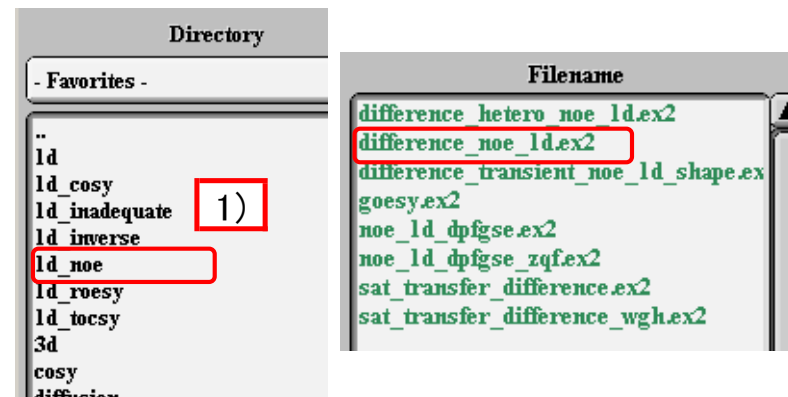 Directory
- Favorites -
..
1d
1d_cosy
1d_inadequate
1)
1d_inverse
1d_noe
1d_roesy
1d_tocsy
3d
cosy
diffusion
Filename
difference_hetero_noe_1d.ex2
difference_noe_1d.ex2
difference_transient_noe_1d_shape.ex
goesy.ex2
noe_1d_dpfgse.ex2
noe_1d_dpfgse_zqf.ex2
sat_transfer_difference.ex2
sat_transfer_difference_wgh.ex2